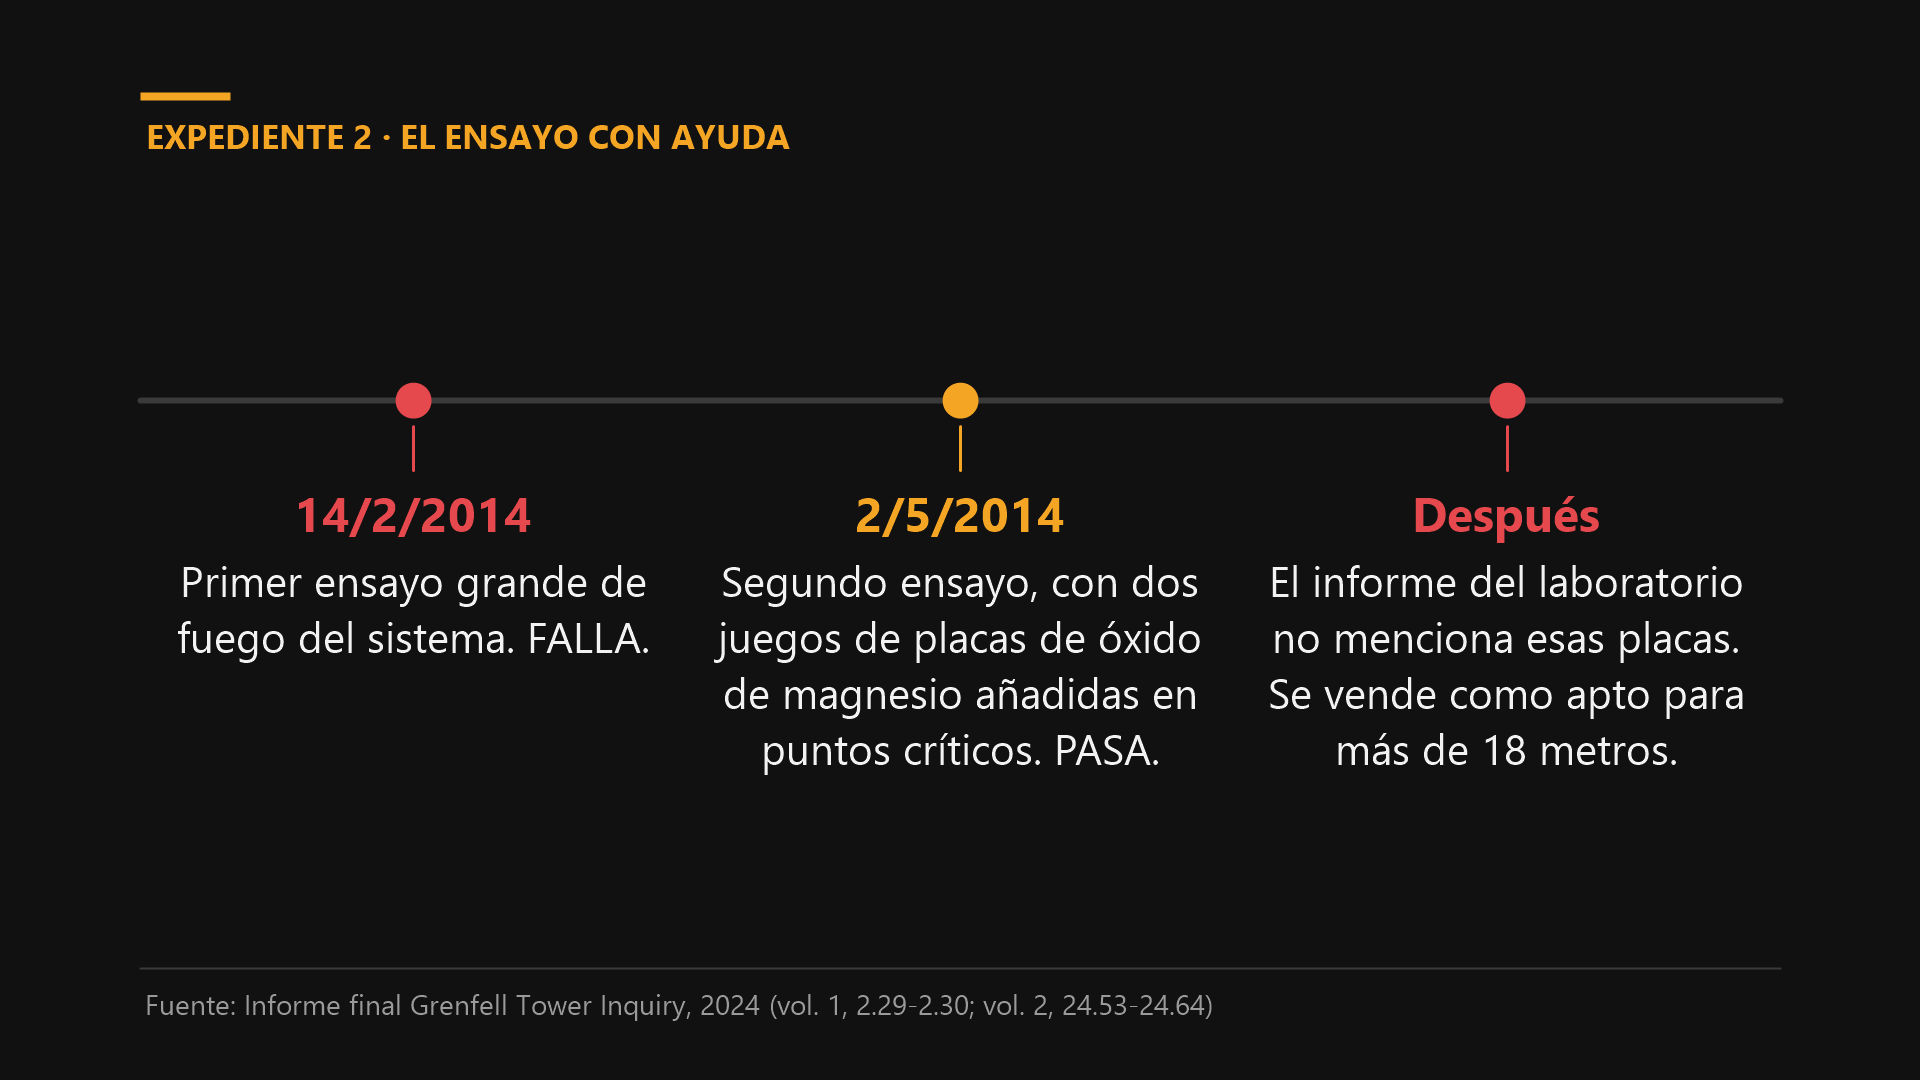 EXPEDIENTE 2 · EL ENSAYO CON AYUDA
14/2/2014
Primer ensayo grande de
fuego del sistema. FALLA.
2/5/2014
Segundo ensayo, con dos
juegos de placas de óxido
de magnesio añadidas en
puntos críticos. PASA.
Después
El informe del laboratorio
no menciona esas placas.
Se vende como apto para
más de 18 metros.
Fuente: Informe final Grenfell Tower Inquiry, 2024 (vol. 1, 2.29-2.30; vol. 2, 24.53-24.64)